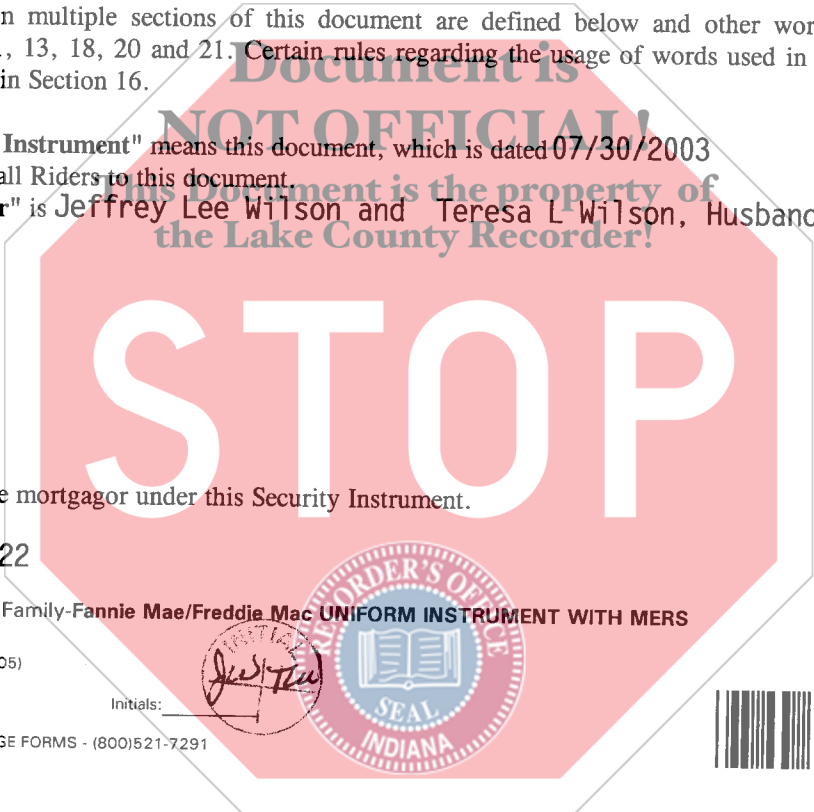 n multiple sections of this document are defined below and other wor
., 13, 18, 20 and 21. Certain rules regarding the usage of words used in
in Section 16.
Document is
NOT OFFICIAL!
This Document is the property of
the Lake County Recorder!
Instrument" means this document, which is dated 07/30/2003
all Riders to this document.
r" is Jeffrey Lee Wilson and Teresa L Wilson, Husband
STOP
e mortgagor under this Security Instrument.
22
Family-Fannie Mae/Freddie Mac UNIFORM INSTRUMENT WITH MERS
05)
INITIAL
Initials:
GE FORMS - (800)521-7291
RECORDER'S OFFICE
SEAL
INDIANA